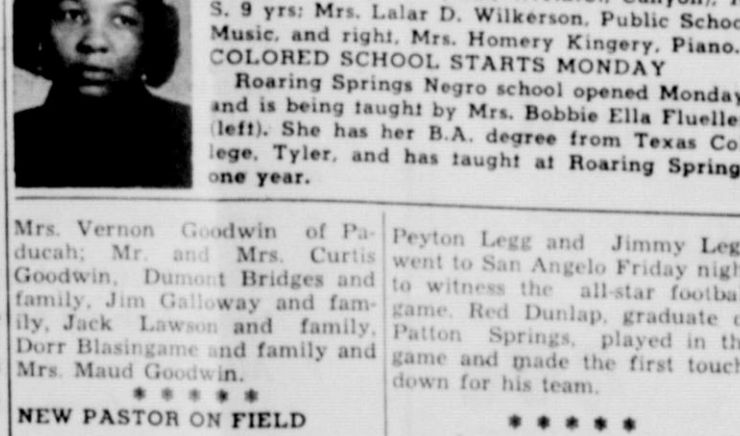 S, 9 yrs; Mrs. Lalar D. Wilkerson, Public Schoo
Music, and right, Mrs. Homery Kingery, Piano.
COLORED SCHOOL STARTS MONDAY
Roaring Springs Negro school opened Monday
and is being taught by Mrs. Bobbie Ella Fluelle
(left). She has her B.A. degree from Texas Co
lege, Tyler, and has taught at Roaring Spring
one year.
Mrs. Vernon Goodwin of Pa-
ducah; Mr. and Mrs. Curtis
Goodwin, Dumont Bridges and
family, Jim Galloway and fam-
ily, Jack Lawson and family,
Dorr Blasingame and family and
Mrs. Maud Goodwin.
* * * * *
NEW PASTOR ON FIELD
Peyton Legg and Jimmy Leg
went to San Angelo Friday nigh
to witness the all-star footba
game. Red Dunlap, graduate o
Patton Springs, played in th
game and made the first touch
down for his team.
* * * * *